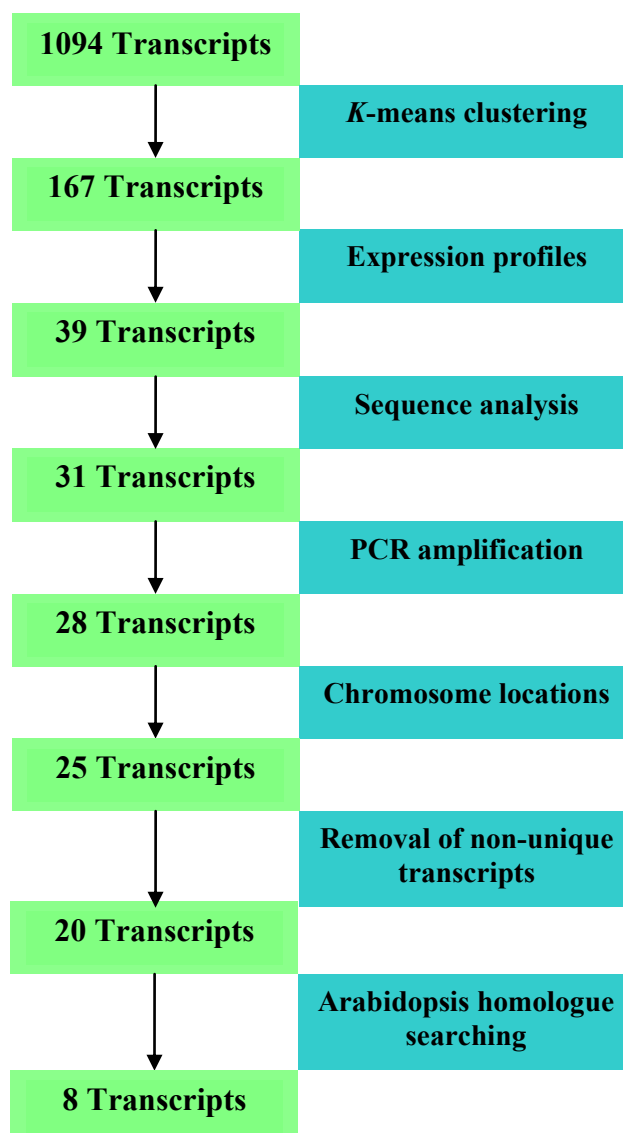 1094 Transcripts
K-means clustering
167 Transcripts
Expression profiles
39 Transcripts
Sequence analysis
31 Transcripts
PCR amplification
28 Transcripts
Chromosome locations
25 Transcripts
Removal of non-unique
transcripts
20 Transcripts
Arabidopsis homologue
searching
8 Transcripts